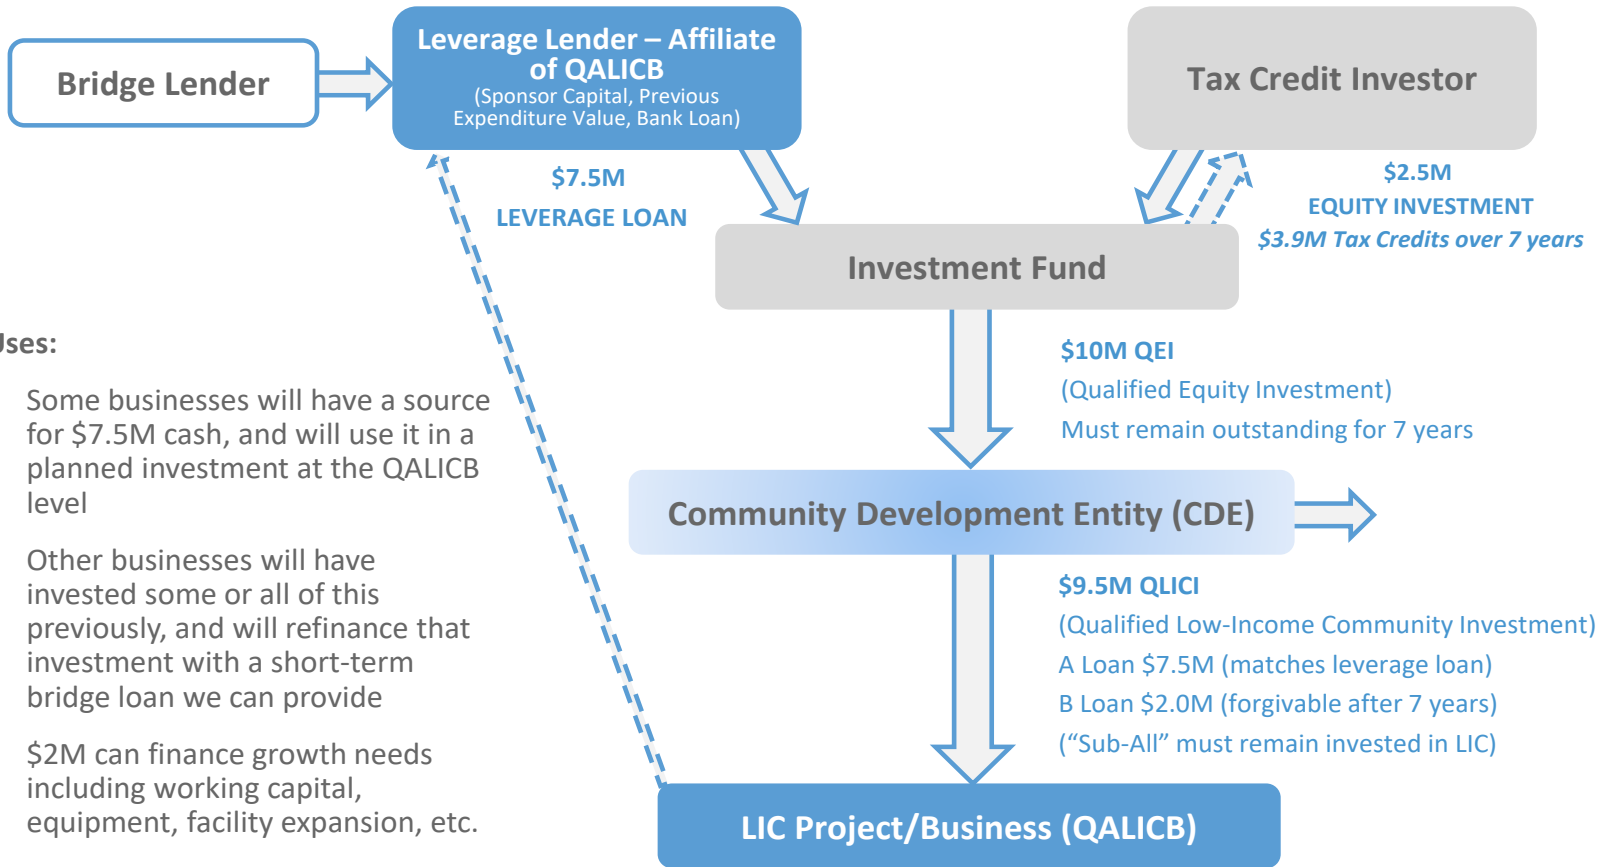 Bridge Lender
Leverage Lender – Affiliate
of QALICB
(Sponsor Capital, Previous
Expenditure Value, Bank Loan)
Tax Credit Investor
$7.5M
LEVERAGE LOAN
$2.5M
EQUITY INVESTMENT
$3.9M Tax Credits over 7 years
Investment Fund
$10M QEI
(Qualified Equity Investment)
Must remain outstanding for 7 years
Community Development Entity (CDE)
$9.5M QLICI
(Qualified Low-Income Community Investment)
A Loan $7.5M (matches leverage loan)
B Loan $2.0M (forgivable after 7 years)
(“Sub-All” must remain invested in LIC)
LIC Project/Business (QALICB)
Uses:
Some businesses will have a source
for $7.5M cash, and will use it in a
planned investment at the QALICB
level
Other businesses will have
invested some or all of this
previously, and will refinance that
investment with a short-term
bridge loan we can provide
$2M can finance growth needs
including working capital,
equipment, facility expansion, etc.